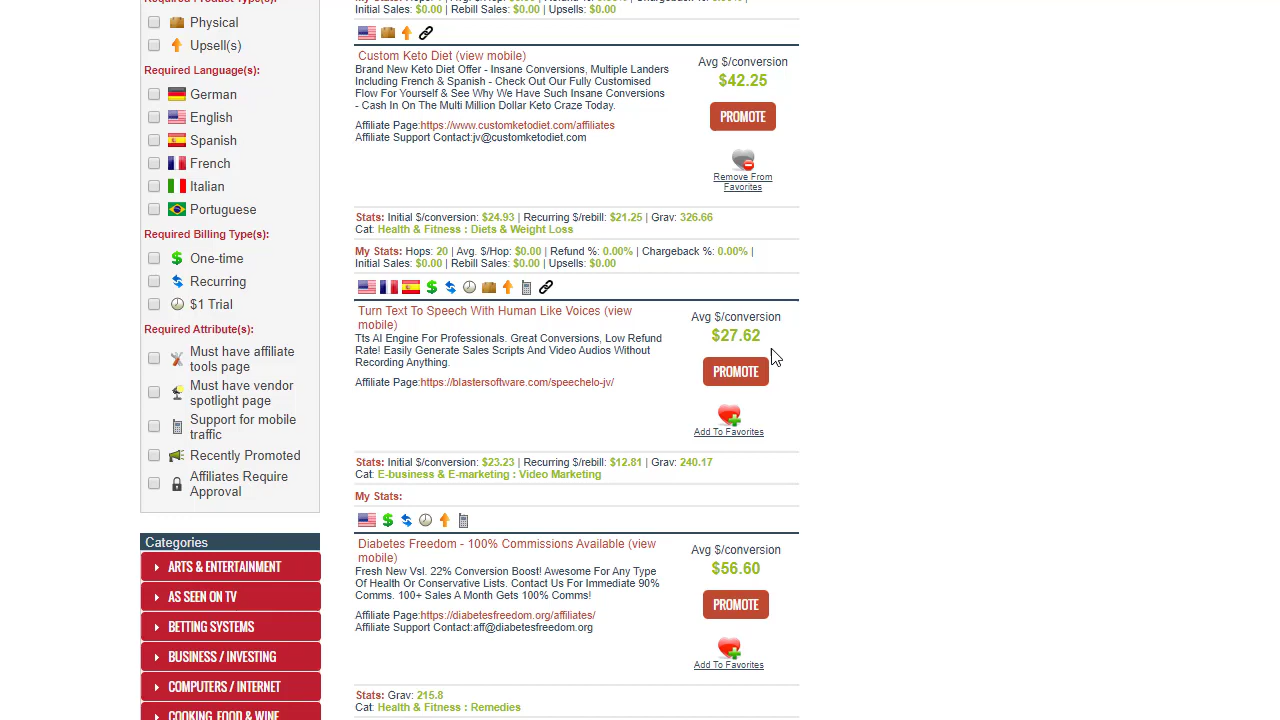 Physical
Upsell(s)
Required Language(s):
German
English
Spanish
French
Italian
Portuguese
Required Billing Type(s):
One-time
Recurring
$1 Trial
Required Attribute(s):
Must have affiliate
tools page
Must have vendor
spotlight page
Support for mobile
traffic
Recently Promoted
Affiliates Require
Approval
Categories
ARTS & ENTERTAINMENT
AS SEEN ON TV
BETTING SYSTEMS
BUSINESS / INVESTING
COMPUTERS / INTERNET
COOKING, FOOD & WINE
Initial Sales: $0.00 | Rebill Sales: $0.00 | Upsells: $0.00
Custom Keto Diet (view mobile)
Brand New Keto Diet Offer - Insane Conversions, Multiple Landers
Including French & Spanish - Check Out Our Fully Customised
Flow For Yourself & See Why We Have Such Insane Conversions
- Cash In On The Multi Million Dollar Keto Craze Today.
Affiliate Page:https://www.customketodiet.com/affiliates
Affiliate Support Contact:jv@customketodiet.com
Avg $/conversion
$42.25
PROMOTE
Remove From
Favorites
Stats: Initial $/conversion: $24.93 | Recurring $/rebill: $21.25 | Grav: 326.66
Cat: Health & Fitness : Diets & Weight Loss
My Stats: Hops: 20 | Avg. $/Hop: $0.00 | Refund %: 0.00% | Chargeback %: 0.00% |
Initial Sales: $0.00 | Rebill Sales: $0.00 | Upsells: $0.00
Turn Text To Speech With Human Like Voices (view
mobile)
Tts AI Engine For Professionals. Great Conversions, Low Refund
Rate! Easily Generate Sales Scripts And Video Audios Without
Recording Anything.
Affiliate Page:https://blastersoftware.com/speechelo-jv/
Avg $/conversion
$27.62
PROMOTE
Add To Favorites
Stats: Initial $/conversion: $23.23 | Recurring $/rebill: $12.81 | Grav: 240.17
Cat: E-business & E-marketing : Video Marketing
My Stats:
Diabetes Freedom - 100% Commissions Available (view
mobile)
Fresh New Vsl. 22% Conversion Boost! Awesome For Any Type
Of Health Or Conservative Lists. Contact Us For Immediate 90%
Comms. 100+ Sales A Month Gets 100% Comms!
Affiliate Page:https://diabetesfreedom.org/affiliates/
Affiliate Support Contact:aff@diabetesfreedom.org
Avg $/conversion
$56.60
PROMOTE
Add To Favorites
Stats: Grav: 215.8
Cat: Health & Fitness : Remedies